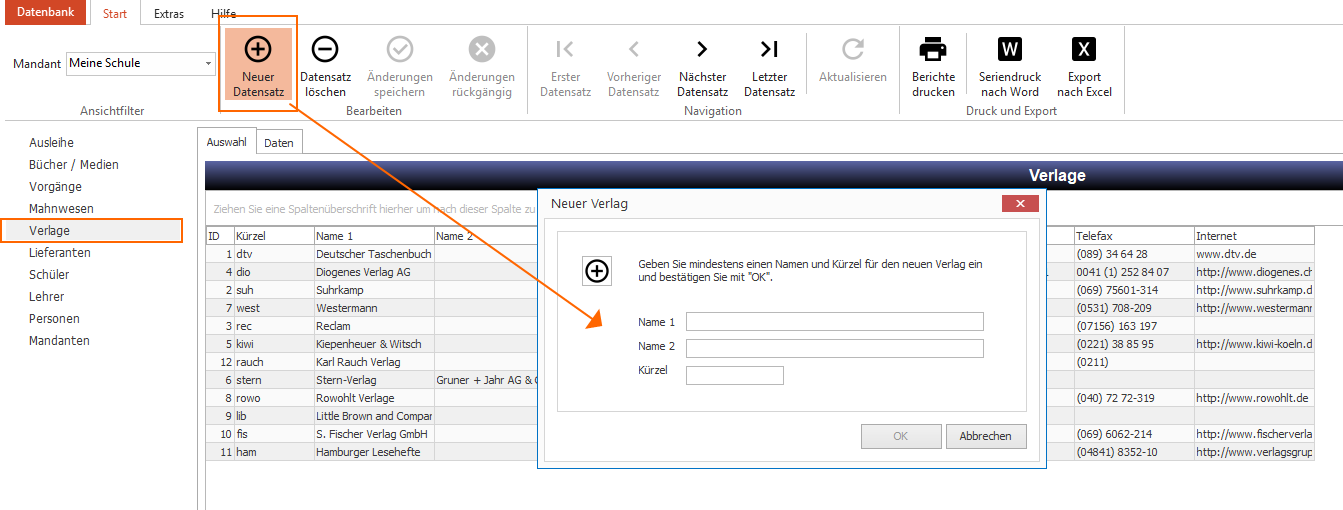 Datenbank Start Extras Hilfe
Mandant Meine Schule
Neuer Datensatz
Datensatz löschen
Änderungen speichern
Änderungen rückgängig
Erster Datensatz
Vorheriger Datensatz
Nächster Datensatz
Letzter Datensatz
Aktualisieren
Berichte drucken
W
Seriendruck nach Word
X
Export nach Excel
Ansichtfilter Bearbeiten Navigation Druck und Export
Ausleihe
Bücher / Medien
Vorgänge
Mahnwesen
Verlage
Lieferanten
Schüler
Lehrer
Personen
Mandanten
Auswahl Daten
Verlage
Ziehen Sie eine Spaltenüberschrift hierher um nach dieser Spalte zu
ID Kürzel Name 1 Name 2 Telefax Internet
1 dtv Deutscher Taschenbuch (089) 34 64 28 www.dtv.de
4 dio Diogenes Verlag AG 0041 (1) 252 84 07 http://www.diogenes.ch
2 suh Suhrkamp (069) 75601-314 http://www.suhrkamp.d
7 west Westermann (0531) 708-209 http://www.westermann
3 rec Reclam (07156) 163 197
5 kiwi Kiepenheuer & Witsch (0221) 38 85 95 http://www.kiwi-koeln.d
12 rauch Karl Rauch Verlag (0211)
6 stern Stern-Verlag Gruner + Jahr AG &
8 rowo Rowohlt Verlage (040) 72 72-319 http://www.rowohlt.de
9 lib Little Brown and Compar
10 fis S. Fischer Verlag GmbH (069) 6062-214 http://www.fischerverla
11 ham Hamburger Lesehefte (04841) 8352-10 http://www.verlagsgrup
Neuer Verlag
Geben Sie mindestens einen Namen und Kürzel für den neuen Verlag ein
und bestätigen Sie mit "OK".
Name 1
Name 2
Kürzel
OK Abbrechen